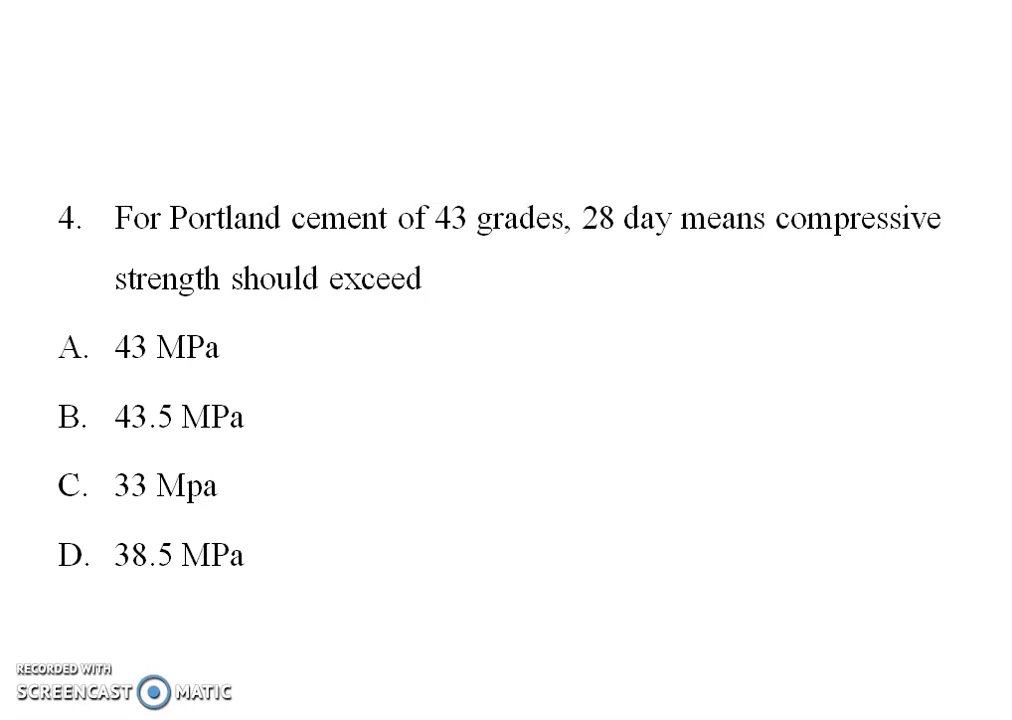 4. For Portland cement of 43 grades, 28 day means compressive
strength should exceed
A. 43 MPa
B. 43.5 MPa
C. 33 Mpa
D. 38.5 MPa
RECORDED WITH
SCREENCAST MATIC